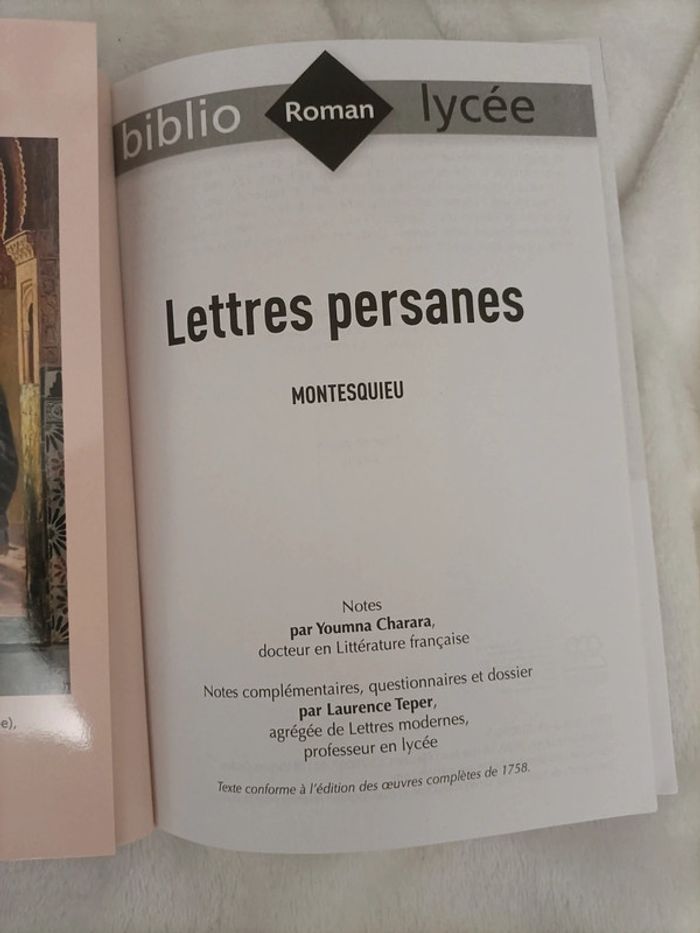 biblio Roman lycée
Lettres persanes
MONTESQUIEU
Notes
par Youmna Charara,
docteur en Littérature française
Notes complémentaires, questionnaires et dossier
par Laurence Teper,
agrégée de Lettres modernes,
professeur en lycée
Texte conforme à l'édition des œuvres complètes de 1758.
e),